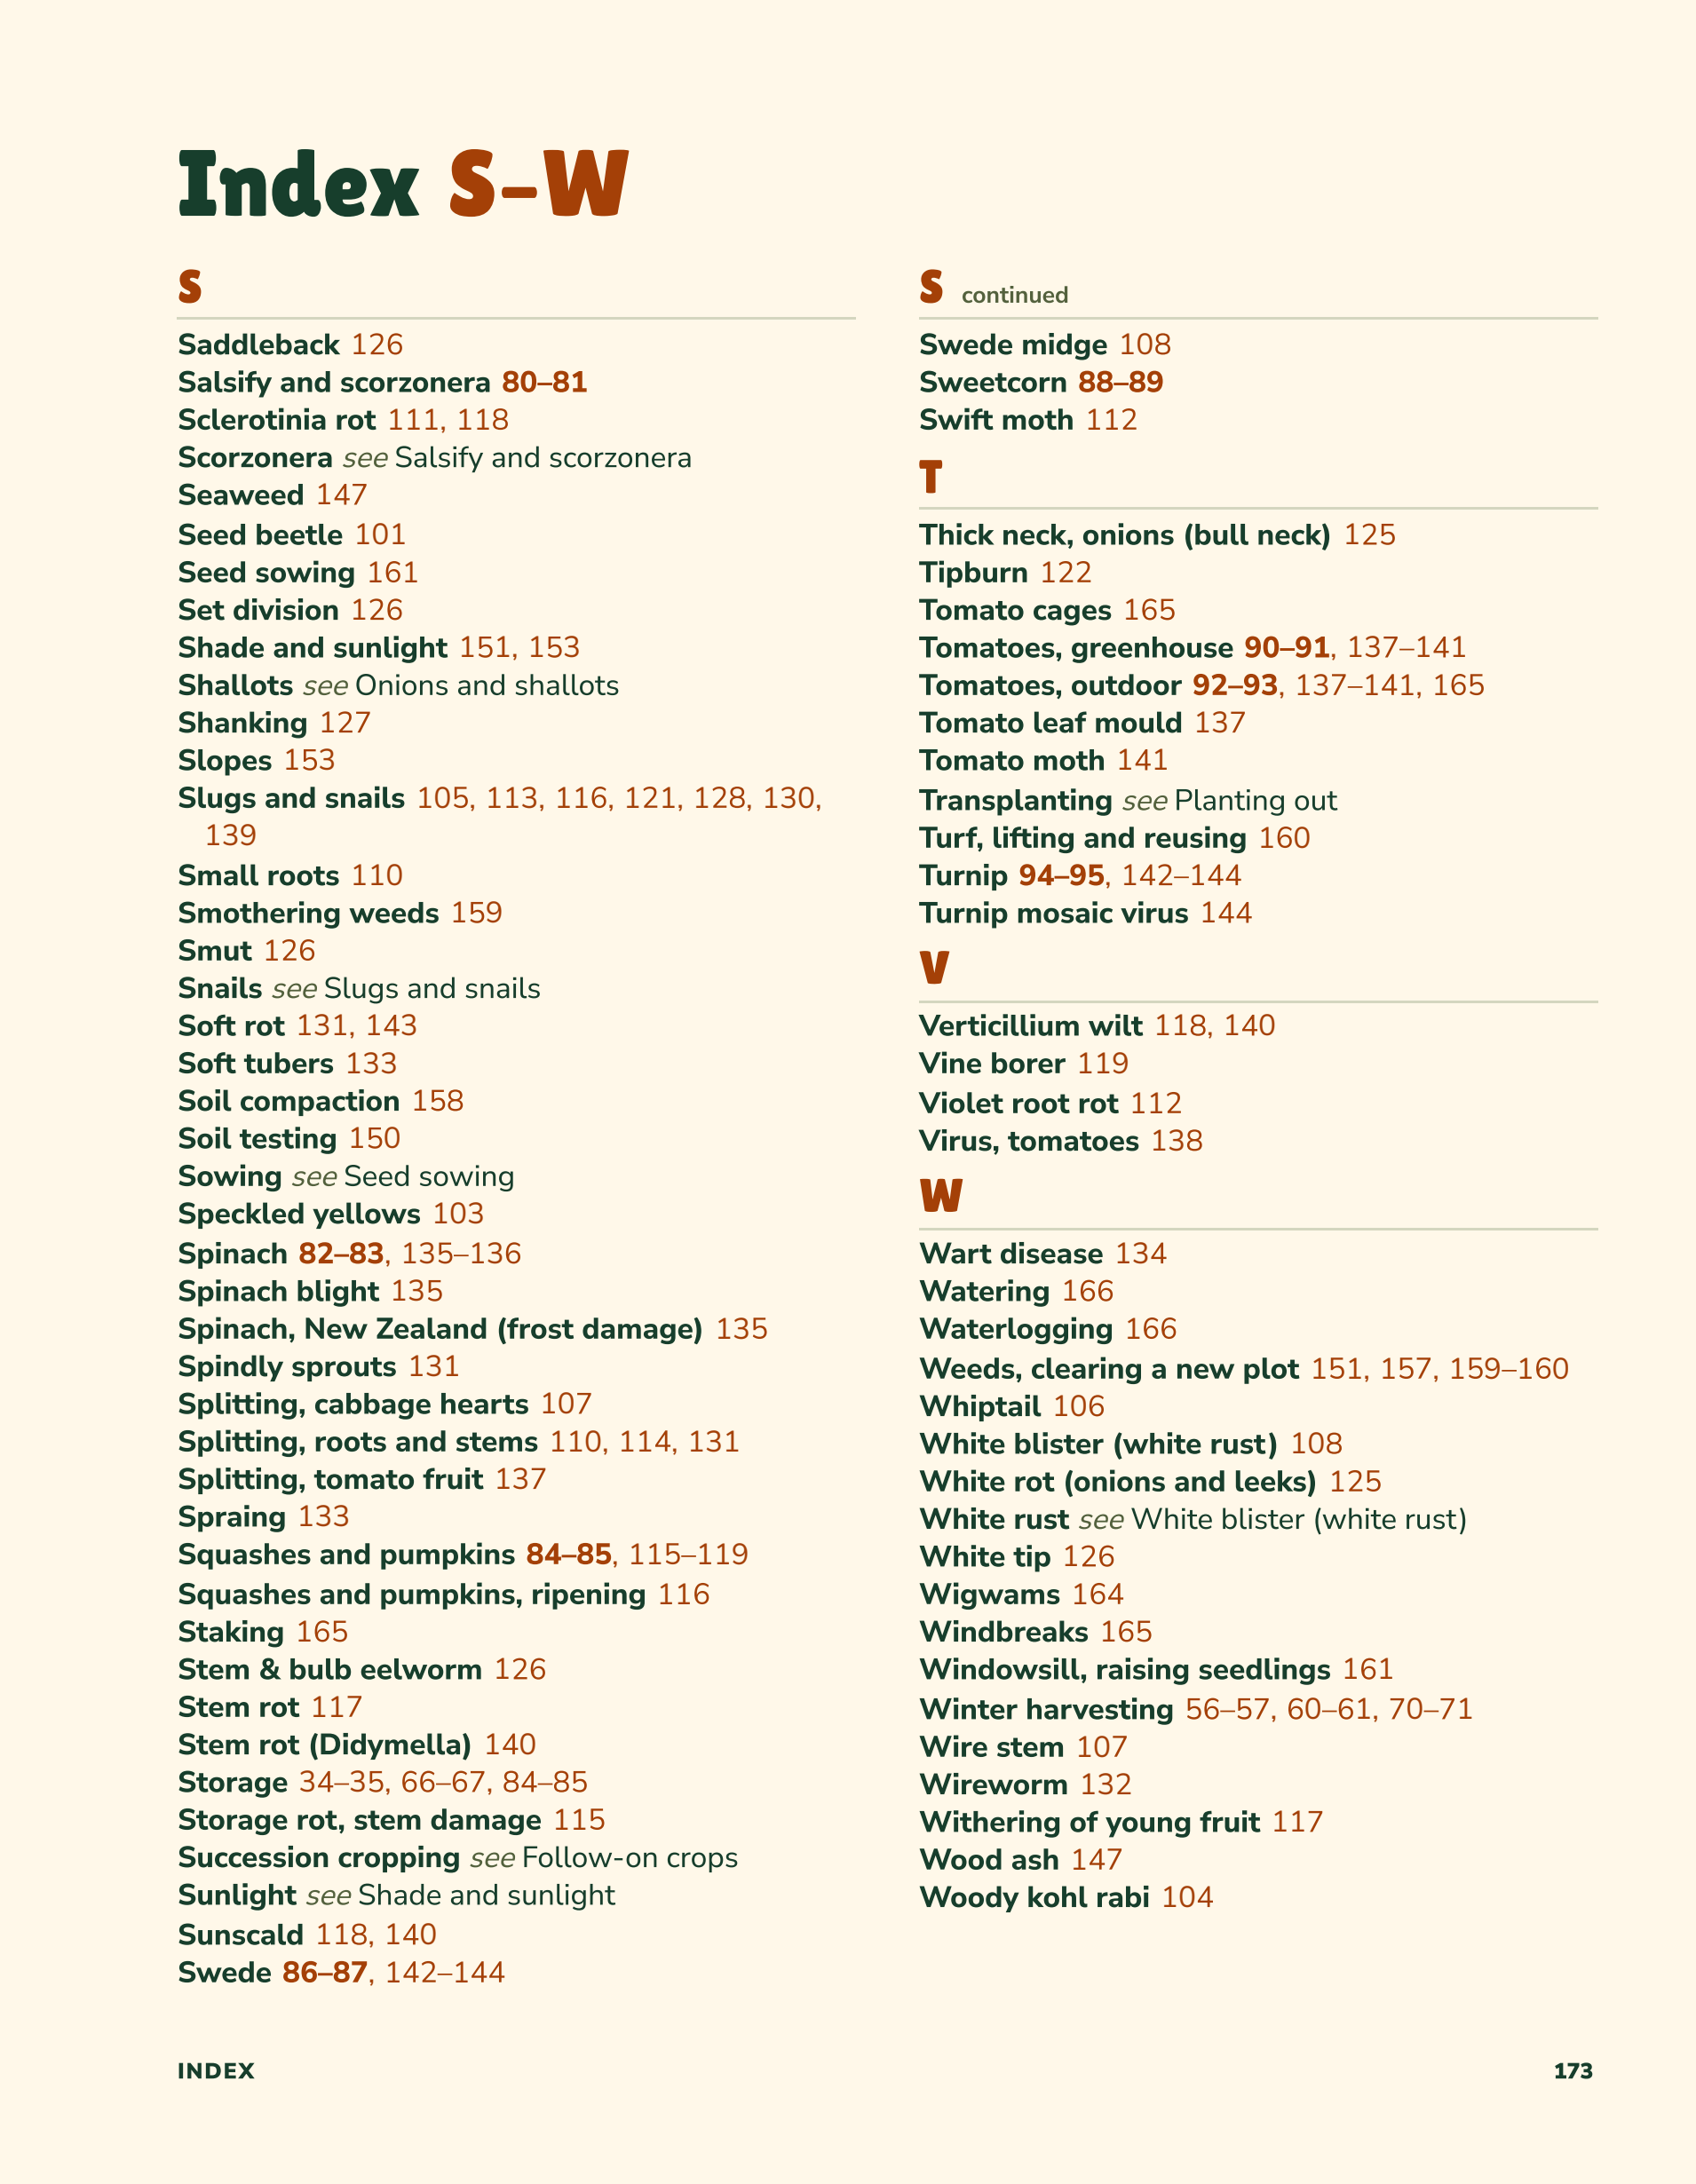 Index S–W
S
Saddleback 126
Salsify and scorzonera 80–81
Sclerotinia rot 111, 118
Scorzonera see Salsify and scorzonera
Seaweed 147
Seed beetle 101
Seed sowing 161
Set division 126
Shade and sunlight 151, 153
Shallots see Onions and shallots
Shanking 127
Slopes 153
Slugs and snails 105, 113, 116, 121, 128, 130,
139
Small roots 110
Smothering weeds 159
Smut 126
Snails see Slugs and snails
Soft rot 131, 143
Soft tubers 133
Soil compaction 158
Soil testing 150
Sowing see Seed sowing
Speckled yellows 103
Spinach 82–83, 135–136
Spinach blight 135
Spinach, New Zealand (frost damage) 135
Spindly sprouts 131
Splitting, cabbage hearts 107
Splitting, roots and stems 110, 114, 131
Splitting, tomato fruit 137
Spraing 133
Squashes and pumpkins 84–85, 115–119
Squashes and pumpkins, ripening 116
Staking 165
Stem & bulb eelworm 126
Stem rot 117
Stem rot (Didymella) 140
Storage 34–35, 66–67, 84–85
Storage rot, stem damage 115
Succession cropping see Follow-on crops
Sunlight see Shade and sunlight
Sunscald 118, 140
Swede 86–87, 142–144
S continued
Swede midge 108
Sweetcorn 88–89
Swift moth 112
T
Thick neck, onions (bull neck) 125
Tipburn 122
Tomato cages 165
Tomatoes, greenhouse 90–91, 137–141
Tomatoes, outdoor 92–93, 137–141, 165
Tomato leaf mould 137
Tomato moth 141
Transplanting see Planting out
Turf, lifting and reusing 160
Turnip 94–95, 142–144
Turnip mosaic virus 144
V
Verticillium wilt 118, 140
Vine borer 119
Violet root rot 112
Virus, tomatoes 138
W
Wart disease 134
Watering 166
Waterlogging 166
Weeds, clearing a new plot 151, 157, 159–160
Whiptail 106
White blister (white rust) 108
White rot (onions and leeks) 125
White rust see White blister (white rust)
White tip 126
Wigwams 164
Windbreaks 165
Windowsill, raising seedlings 161
Winter harvesting 56–57, 60–61, 70–71
Wire stem 107
Wireworm 132
Withering of young fruit 117
Wood ash 147
Woody kohl rabi 104
INDEX
173